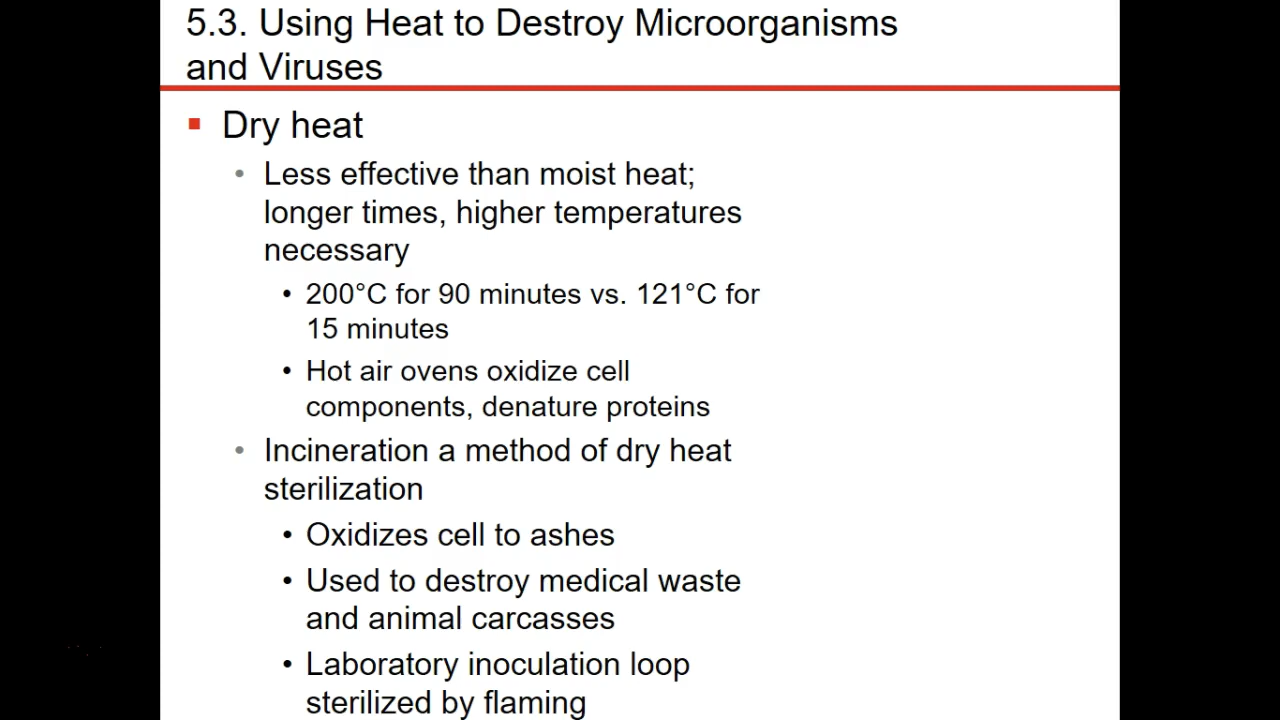 5.3. Using Heat to Destroy Microorganisms
and Viruses
▪ Dry heat
• Less effective than moist heat;
longer times, higher temperatures
necessary
• 200°C for 90 minutes vs. 121°C for
15 minutes
• Hot air ovens oxidize cell
components, denature proteins
• Incineration a method of dry heat
sterilization
• Oxidizes cell to ashes
• Used to destroy medical waste
and animal carcasses
• Laboratory inoculation loop
sterilized by flaming